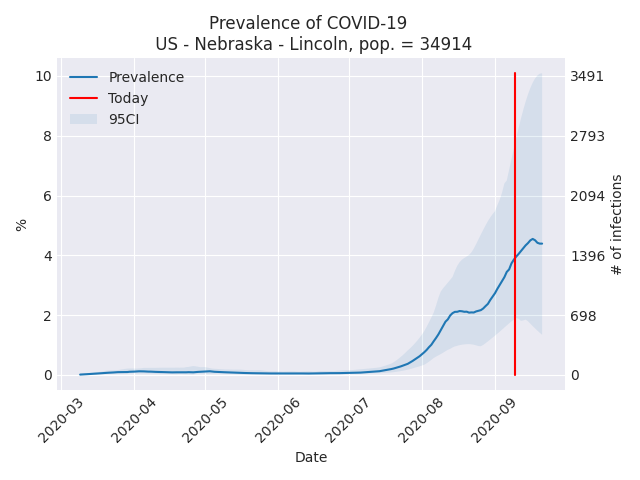 Prevalence of COVID-19
US - Nebraska - Lincoln, pop. = 34914
Prevalence
Today
95CI
10
8
6
4
2
0
%
3491
2793
2094
1396
698
0
# of infections
2020-03
2020-04
2020-05
2020-06
2020-07
2020-08
2020-09
Date